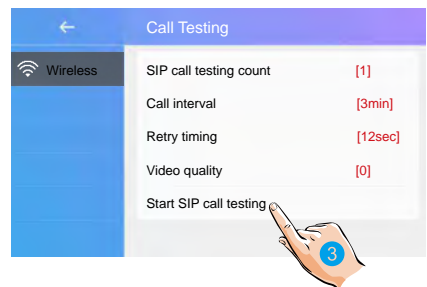 Call Testing
Wireless
SIP call testing count [1]
Call interval [3min]
Retry timing [12sec]
Video quality [0]
Start SIP call testing
3